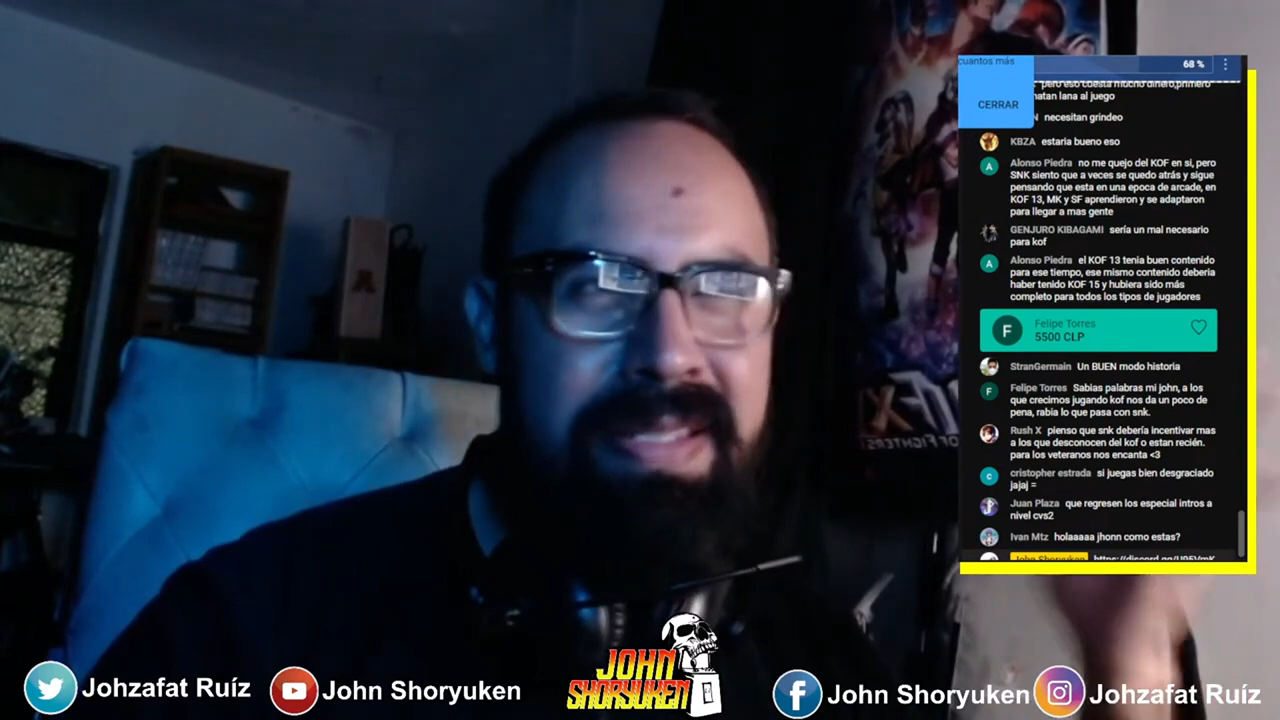 cuantos más
68 %
CERRAR
pero eso cuesta mucho dinero,primero
matan lana al juego
necesitan grindeo
KBZA estaria bueno eso
Alonso Piedra no me quejo del KOF en si, pero
SNK siento que a veces se quedo atrás y sigue
pensando que esta en una epoca de arcade, en
KOF 13, MK y SF aprendieron y se adaptaron
para llegar a mas gente
GENJURO KIBAGAMI sería un mal necesario
para kof
Alonso Piedra el KOF 13 tenia buen contenido
para ese tiempo, ese mismo contenido deberia
haber tenido KOF 15 y hubiera sido más
completo para todos los tipos de jugadores
Felipe Torres
5500 CLP
StranGermain Un BUEN modo historia
Felipe Torres Sabias palabras mi john, a los
que crecimos jugando kof nos da un poco de
pena, rabia lo que pasa con snk.
Rush X pienso que snk debería incentivar mas
a los que desconocen del kof o estan recién.
para los veteranos nos encanta <3
cristopher estrada si juegas bien desgraciado
jajaj =
Juan Plaza que regresen los especial intros a
nivel cvs2
Ivan Mtz holaaaaa jhonn como estas?
John Shoryuken
OF FIGHTERS
JOHN
SHORYUKEN
Johzafat Ruíz
John Shoryuken
John Shoryuken
Johzafat Ruíz